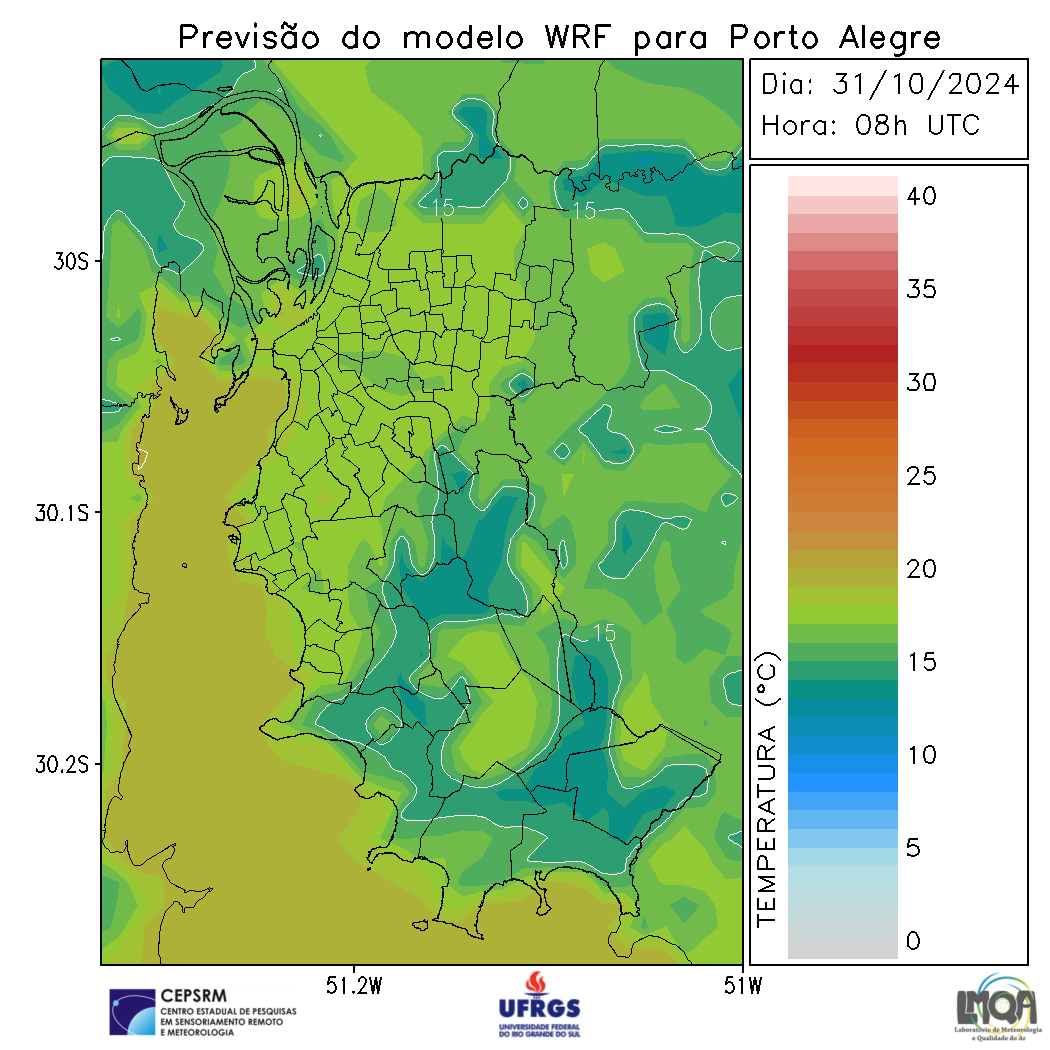 Previsão do modelo WRF para Porto Alegre
Dia: 31/10/2024
Hora: 08h UTC
15
15
15
30S
30.1S
30.2S
51.2W
51W
TEMPERATURA (°C)
40
35
30
25
20
15
10
5
0
CEPSRM
CENTRO ESTADUAL DE PESQUISAS
EM SENSORIAMENTO REMOTO
E METEOROLOGIA
UFRGS
UNIVERSIDADE FEDERAL
DO RIO GRANDE DO SUL
LMQA
Laboratório de Meteorologia
e Qualidade do Ar